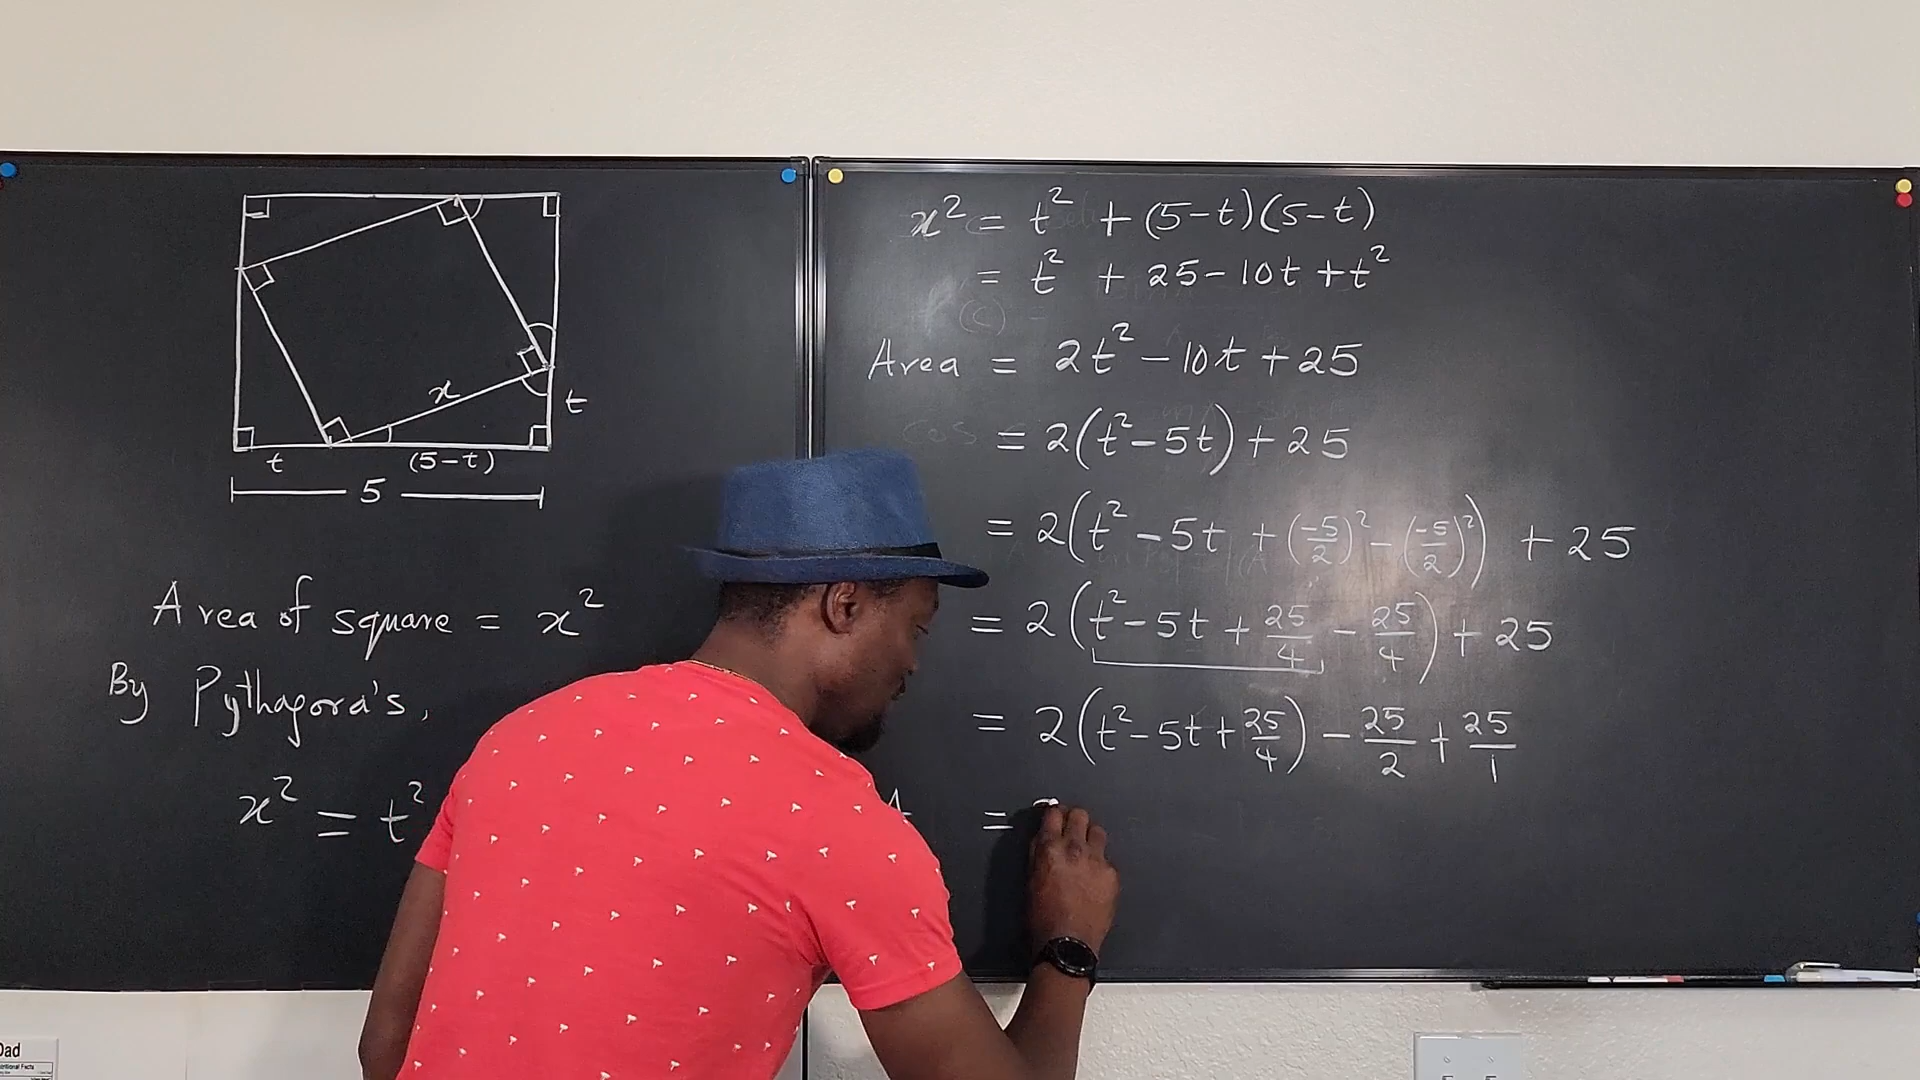 x
t
t (5-t)
5
Area of square = x²
By Pythagora's,
x² = t²
x² = t² + (5-t)(5-t)
= t² + 25-10t+t²
Area = 2t² - 10t + 25
= 2(t²-5t)+25
= 2(t² - 5t + (-5/2)² - (-5/2)²) + 25
= 2(t² - 5t + 25/4 - 25/4) + 25
= 2(t² - 5t + 25/4) - 25/2 + 25/1
=
Dad